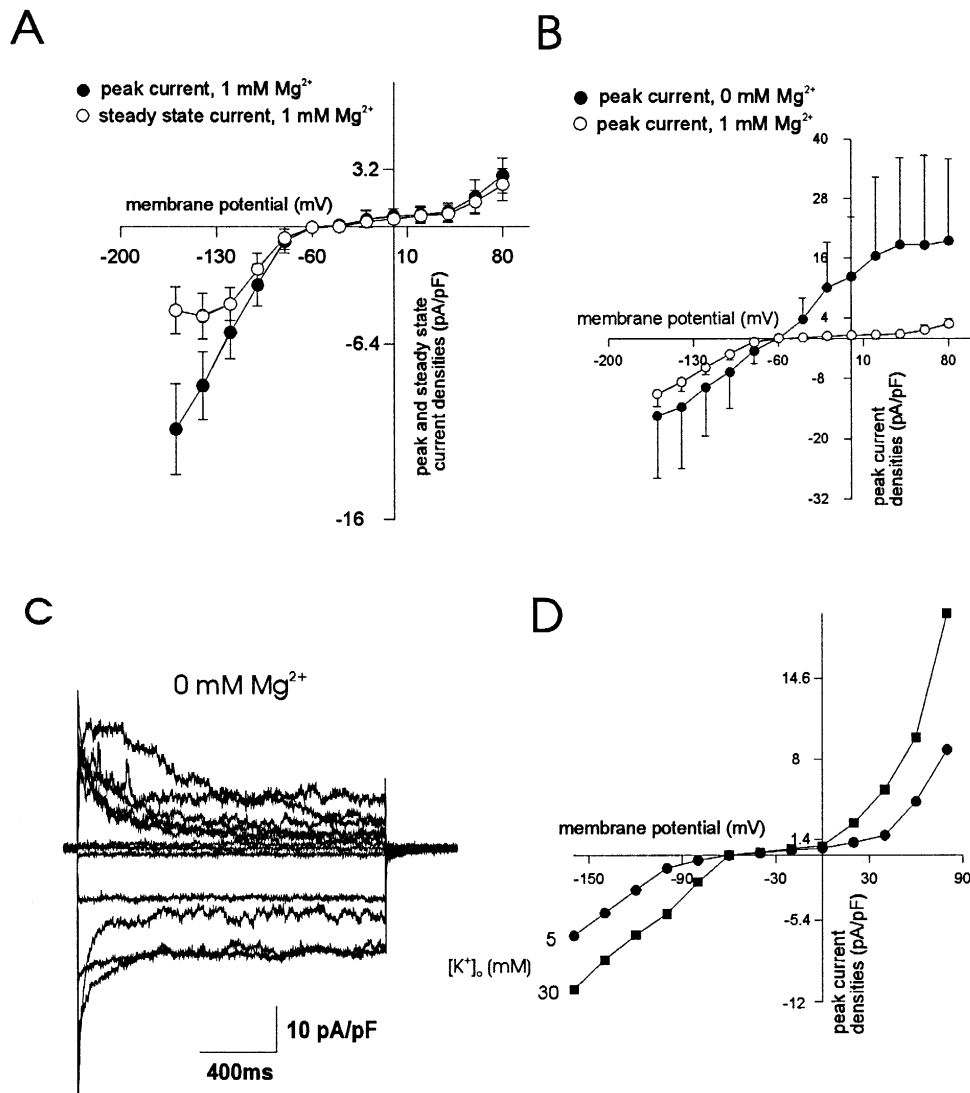 A
peak current, 1 mM Mg2+
steady state current, 1 mM Mg2+
3.2
membrane potential (mV)
-200
-130
-60
10
80
-6.4
-16
peak and steady state
current densities (pA/pF)
B
peak current, 0 mM Mg2+
peak current, 1 mM Mg2+
40
28
16
4
membrane potential (mV)
-200
-130
-60
10
80
-8
-20
-32
peak current
densities (pA/pF)
C
0 mM Mg2+
10 pA/pF
400ms
D
14.6
8
membrane potential (mV)
1.4
-150
-90
-30
30
90
-5.4
5
[K+]o (mM)
30
-12
peak current
densities (pA/pF)